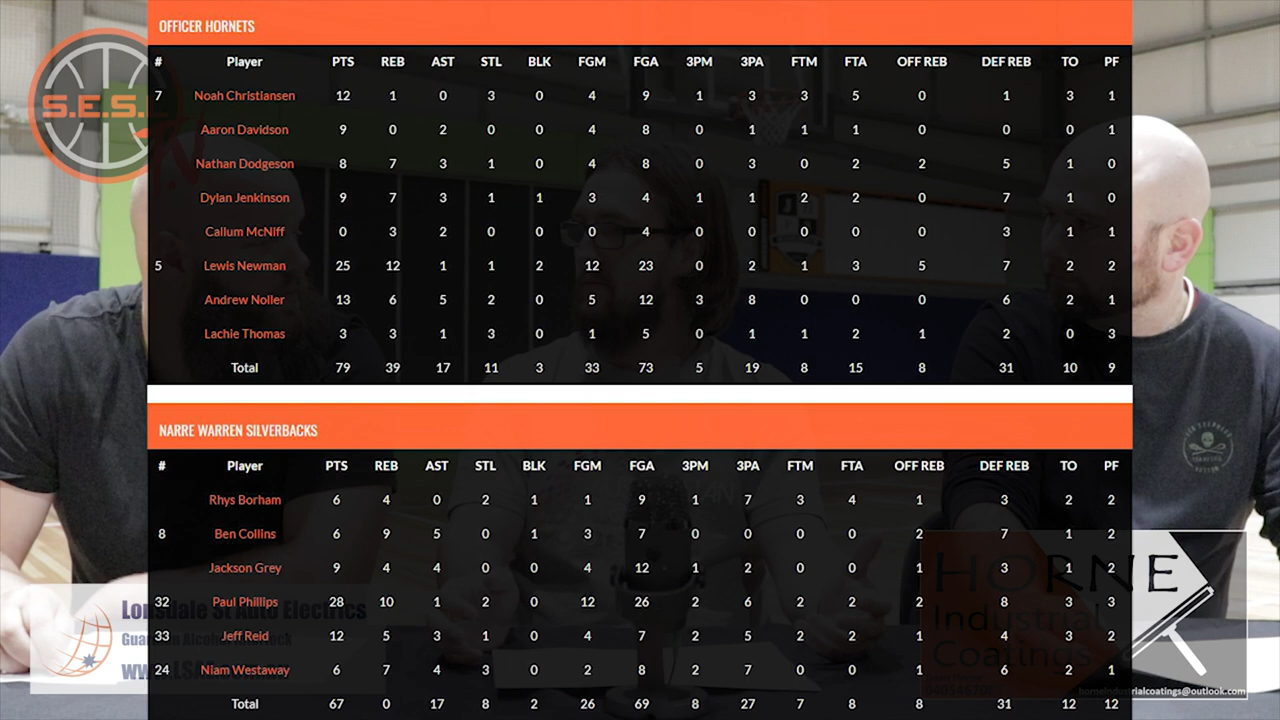 OFFICER HORNETS
# Player PTS REB AST STL BLK FGM FGA 3PM 3PA FTM FTA OFF REB DEF REB TO PF
7 Noah Christiansen 12 1 0 3 0 4 9 1 3 3 5 0 1 3 1
Aaron Davidson 9 0 2 0 0 4 8 0 1 1 1 0 0 0 1
Nathan Dodgeson 8 7 3 1 0 4 8 0 3 0 2 2 5 1 0
Dylan Jenkinson 9 7 3 1 1 3 4 1 1 2 2 0 7 1 0
Callum McNiff 0 3 2 0 0 0 4 0 0 0 0 0 3 1 1
5 Lewis Newman 25 12 1 1 2 12 23 0 2 1 3 5 7 2 2
Andrew Noller 13 6 5 2 0 5 12 3 8 0 0 0 6 2 1
Lachie Thomas 3 3 1 3 0 1 5 0 1 1 2 1 2 0 3
Total 79 39 17 11 3 33 73 5 19 8 15 8 31 10 9
NARRE WARREN SILVERBACKS
# Player PTS REB AST STL BLK FGM FGA 3PM 3PA FTM FTA OFF REB DEF REB TO PF
Rhys Borham 6 4 0 2 1 1 9 1 7 3 4 1 3 2 2
8 Ben Collins 6 9 5 0 1 3 7 0 0 0 0 2 7 1 2
Jackson Grey 9 4 4 0 0 4 12 1 2 0 0 1 3 1 2
32 Paul Phillips 28 10 1 2 0 12 26 2 6 2 2 2 8 3 3
33 Jeff Reid 12 5 3 1 0 4 7 2 5 2 2 1 4 3 2
24 Niam Westaway 6 7 4 3 0 2 8 2 7 0 0 1 6 2 1
Total 67 0 17 8 2 26 69 8 27 7 8 8 31 12 12
S.E.S.
TV
Lonsdale St Auto Electrics
HORNE
Industrial
Coatings
horneindustrialcoatings@outlook.com